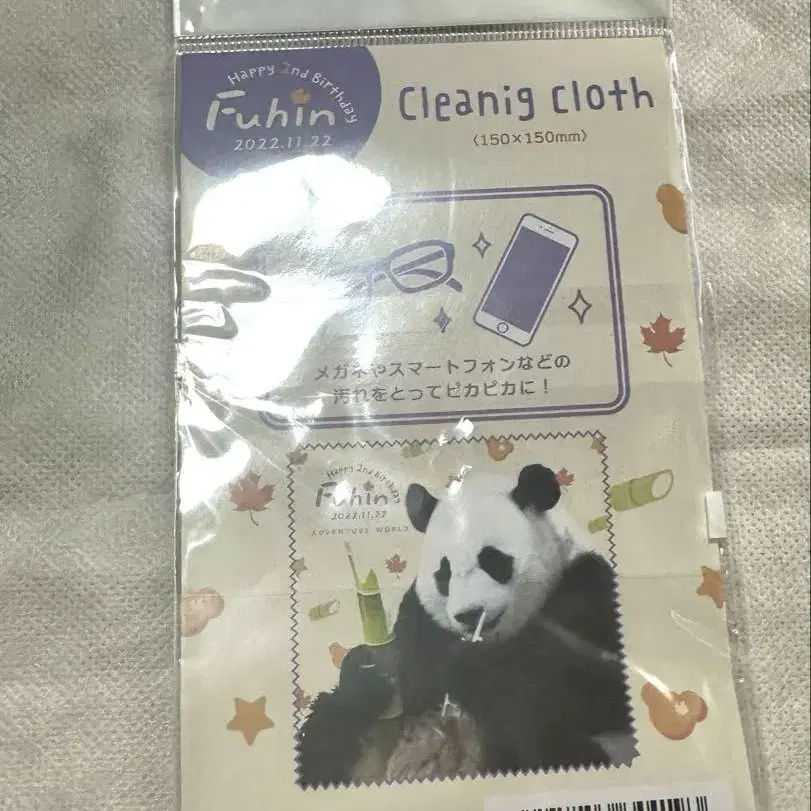 Happy 2nd Birthday
Fuhin
2022.11.22
Cleanig Cloth
〈150×150mm〉
メガネやスマートフォンなどの
汚れをとってピカピカに!
Happy 2nd Birthday
Fuhin
2022.11.22
ADVENTURE WORLD